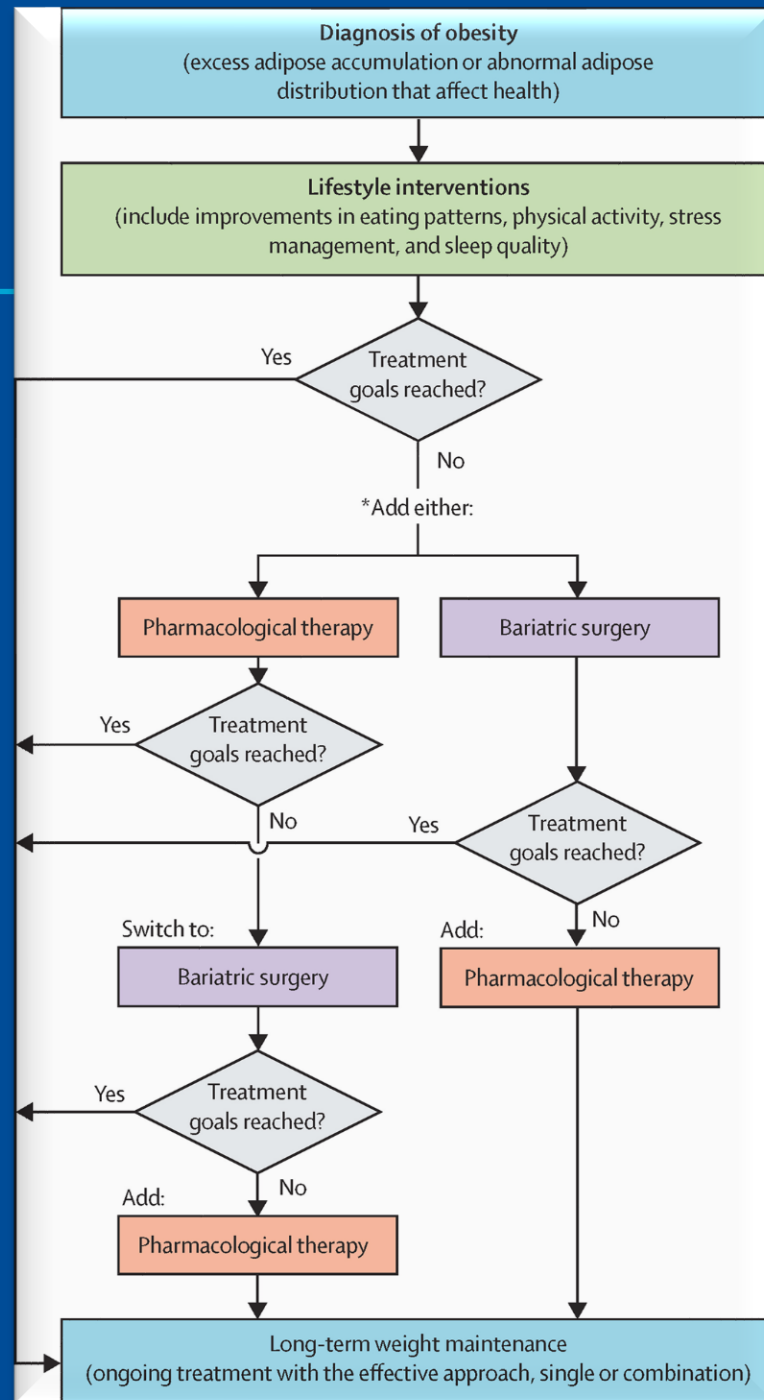 Diagnosis of obesity
(excess adipose accumulation or abnormal adipose
distribution that affect health)
Lifestyle interventions
(include improvements in eating patterns, physical activity, stress
management, and sleep quality)
Yes
Treatment
goals reached?
No
*Add either:
Pharmacological therapy
Bariatric surgery
Yes
Treatment
goals reached?
No
Yes
Treatment
goals reached?
No
Switch to:
Bariatric surgery
Add:
Pharmacological therapy
Yes
Treatment
goals reached?
No
Add:
Pharmacological therapy
Long-term weight maintenance
(ongoing treatment with the effective approach, single or combination)